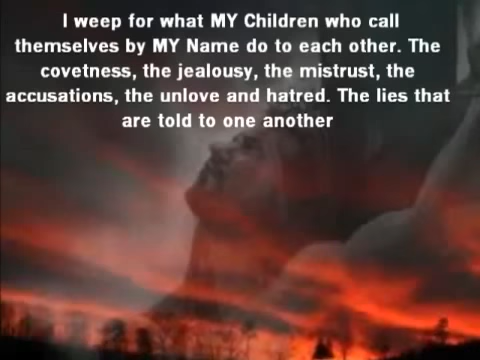 I weep for what MY Children who call
themselves by MY Name do to each other. The
covetness, the jealousy, the mistrust, the
accusations, the unlove and hatred. The lies that
are told to one another